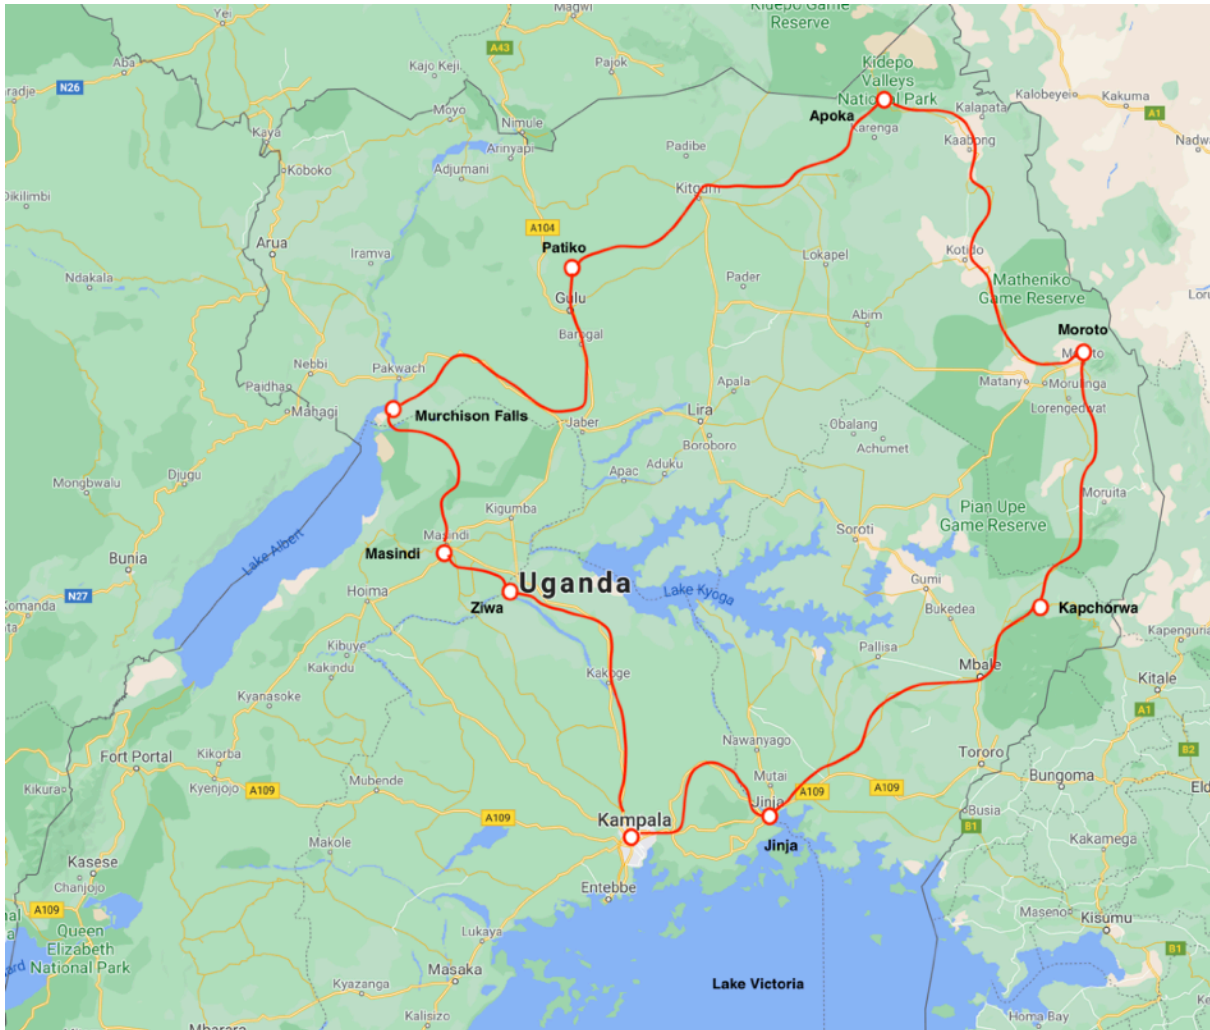 Kidepo Game
Reserve
Magwi
Yei
A43
Aba
Kajo Keji
Pajok
Kidepo
Valleys
National Park
N26
Kalobeyei
Kakuma
Kalapata
A1
Apoka
Moyo
Nimule
Kaya
Karenga
Kaabong
Arinyapi
Padibe
Koboko
Adjumani
Kitgum
Dikilimbi
A104
Arua
Patiko
Iramva
Lokapel
Kotido
Ndakala
Pader
Matheniko
Game Reserve
Gulu
Abim
Moroto
Barogal
Nebbi
Pakwach
Paidha
Mahagi
Apala
Matany
Morulinga
Lorengedwat
Murchison Falls
Jaber
Lira
Obalang
Achumet
Boroboro
Djugu
Mongbwalu
Apac
Aduku
Moruita
Kigumba
Pian Upe
Game Reserve
Masindi
Soroti
Lake Albert
Masindi
Bunia
Uganda
Gumi
N27
Komanda
Hoima
Ziwa
Lake Kyoga
Bukedea
Kapchorwa
Kibuye
Kakindu
Pallisa
Kapenguria
Kakoge
Mbale
Kitale
Kyanasoke
A1
Nawanyago
Tororo
B2
Fort Portal
Kikorba
Mutai
Bungoma
Kikura
Kyenjojo
A109
Mubende
Jinja
A109
A109
Busia
A109
Kampala
B1
Makole
Jinja
Kakamega
Kasese
Chanjojo
Entebbe
A109
Maseno
Kisumu
Queen
Elizabeth
National Park
Lukaya
B1
Masaka
Kyazanga
Lake Victoria
Kalisizo
Homa Bay
Mbarara